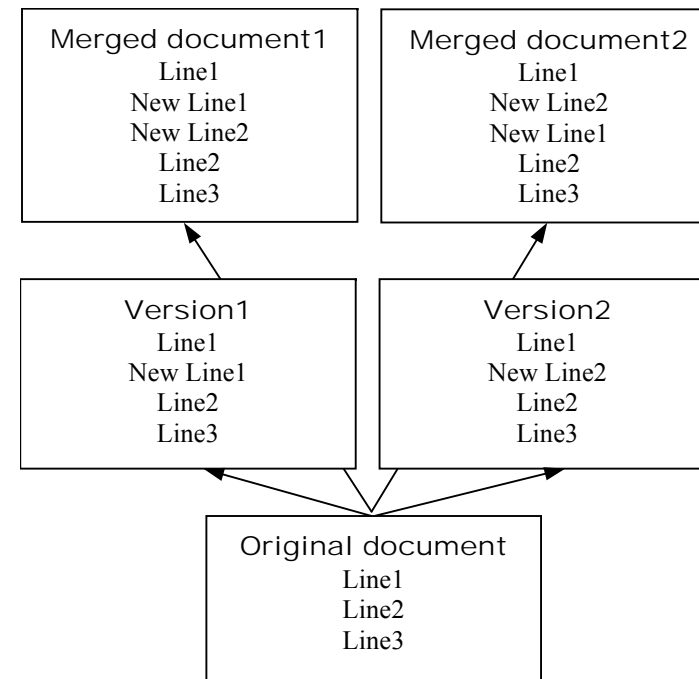 Merged document1
Line1
New Line1
New Line2
Line2
Line3
Merged document2
Line1
New Line2
New Line1
Line2
Line3
Version1
Line1
New Line1
Line2
Line3
Version2
Line1
New Line2
Line2
Line3
Original document
Line1
Line2
Line3